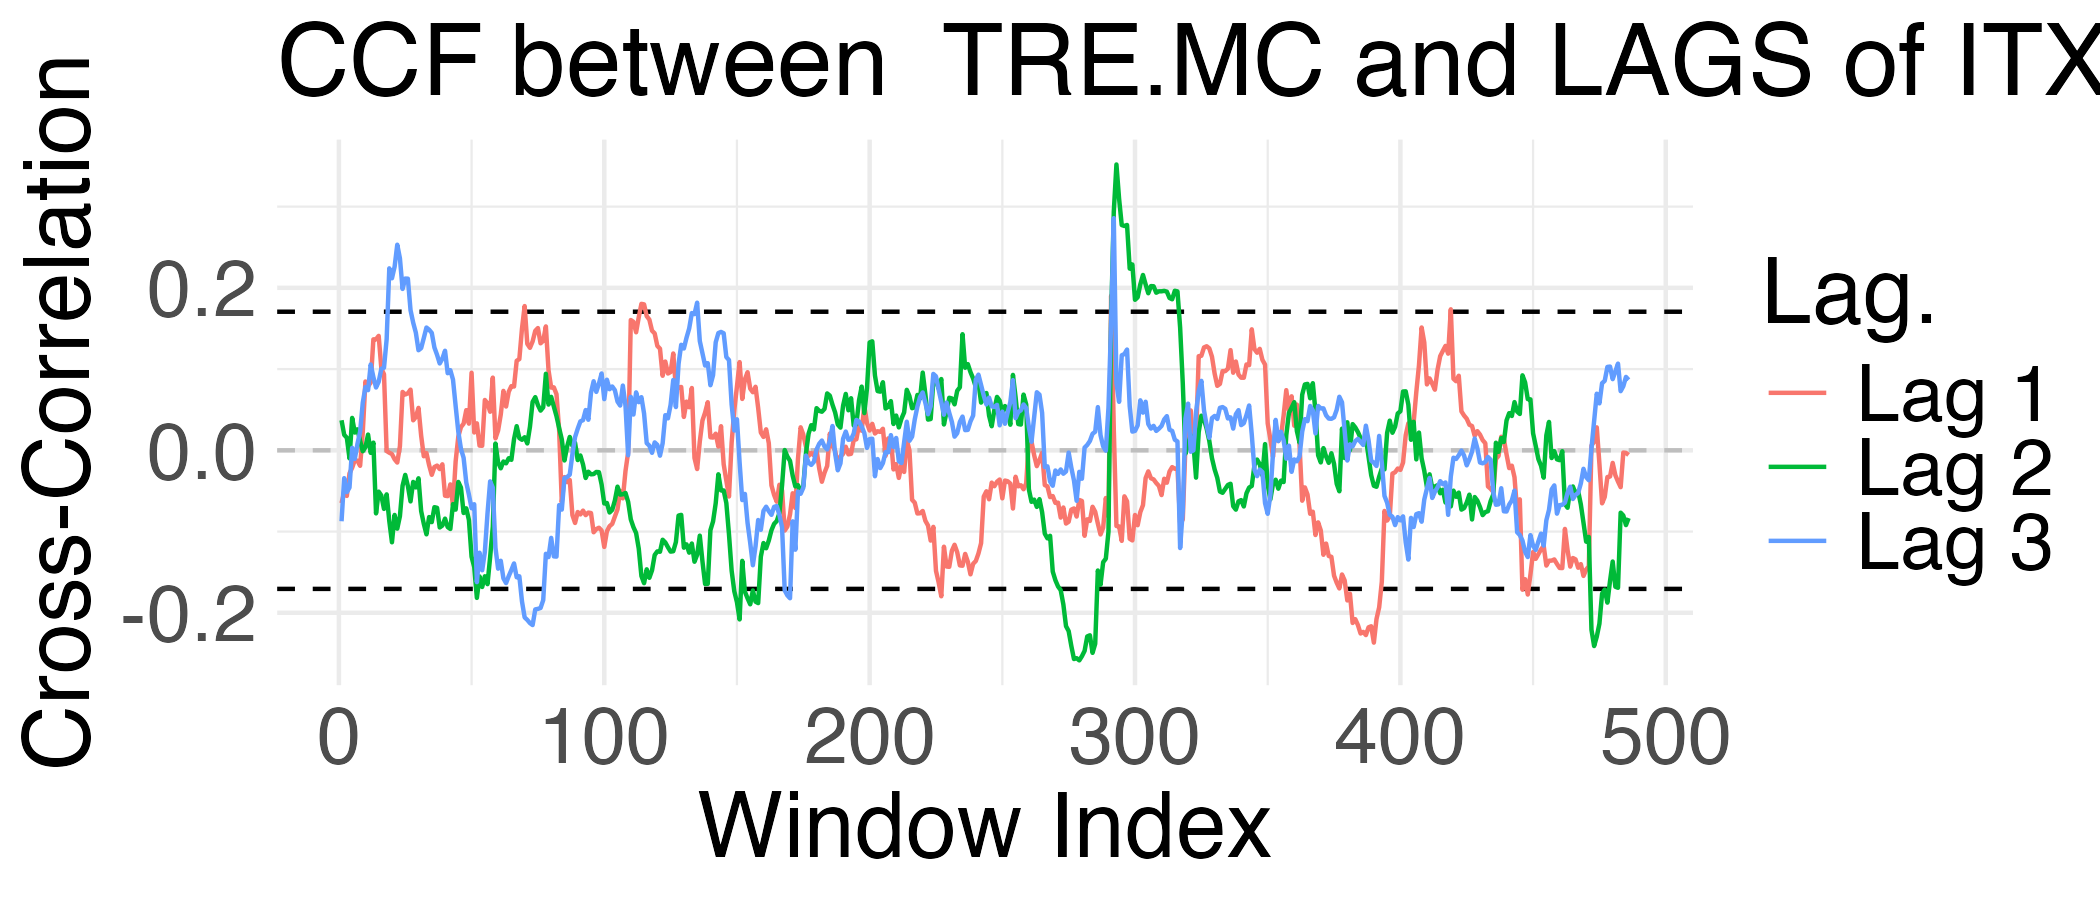 CCF between  TRE.MC and LAGS of ITX
Cross-Correlation
0.2
0.0
-0.2
0
100
200
300
400
500
Window Index
Lag.
Lag 1
Lag 2
Lag 3